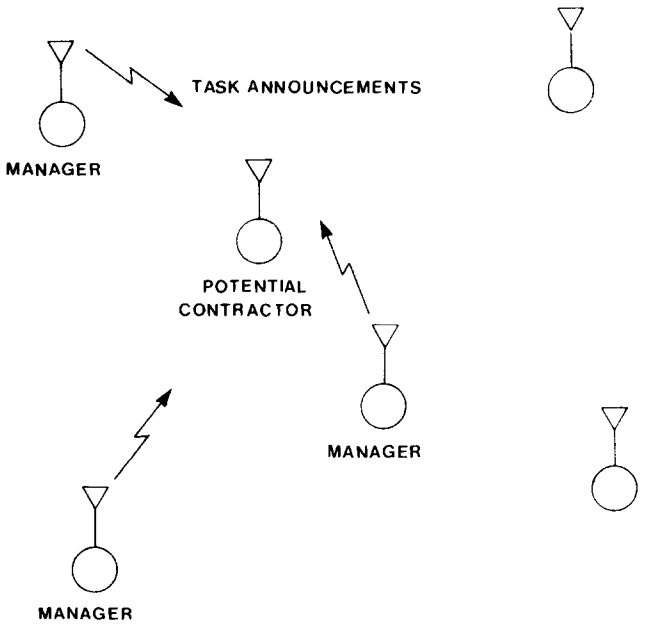 TASK ANNOUNCEMENTS
MANAGER
POTENTIAL
CONTRACTOR
MANAGER
MANAGER